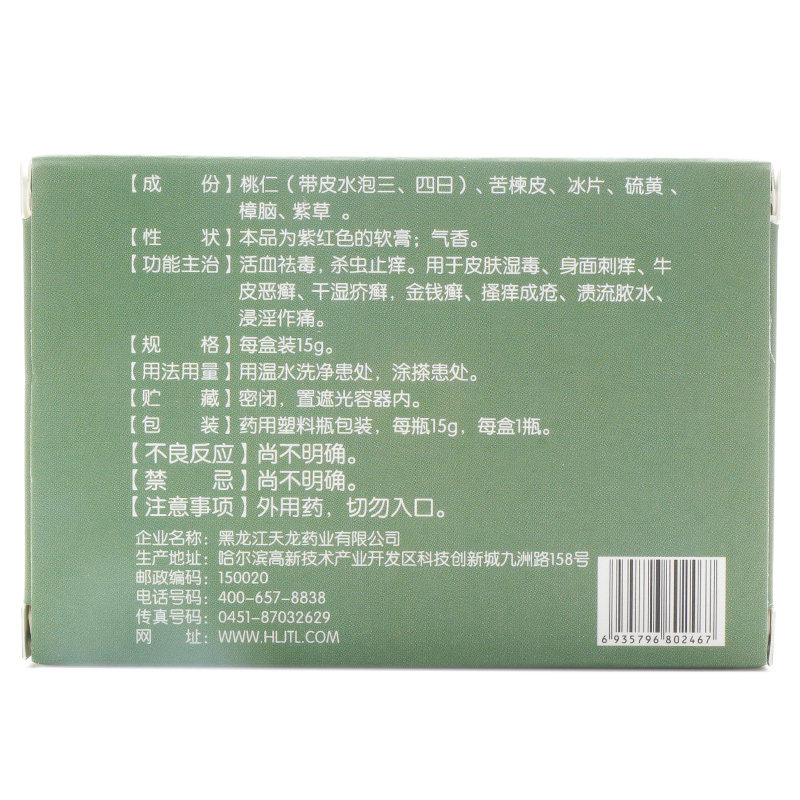 【成 份】桃仁（带皮水泡三、四日）、苦楝皮、冰片、硫黄、
樟脑、紫草 。
【性 状】本品为紫红色的软膏；气香。
【功能主治】活血祛毒，杀虫止痒。用于皮肤湿毒、身面刺痒、牛
皮恶癣、干湿疥癣，金钱癣、搔痒成疮、溃流脓水、
浸淫作痛。
【规 格】每盒装15g。
【用法用量】用温水洗净患处，涂搽患处。
【贮 藏】密闭，置遮光容器内。
【包 装】药用塑料瓶包装，每瓶15g，每盒1瓶。
【不良反应】尚不明确。
【禁 忌】尚不明确。
【注意事项】外用药，切勿入口。
企业名称：黑龙江天龙药业有限公司
生产地址：哈尔滨高新技术产业开发区科技创新城九洲路158号
邮政编码：150020
电话号码：400-657-8838
传真号码：0451-87032629
网 址：WWW.HLJTL.COM
6 935796 802467